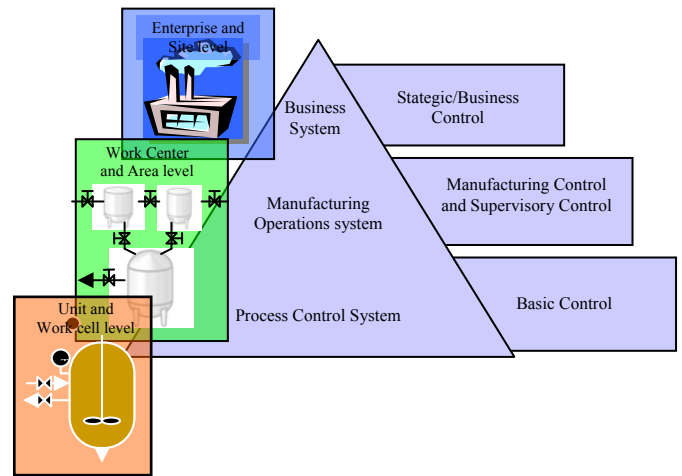 Enterprise and
Site level
Business
System
Stategic/Business
Control
Work Center
and Area level
Manufacturing
Operations system
Manufacturing Control
and Supervisory Control
Unit and
Work cell level
Process Control System
Basic Control